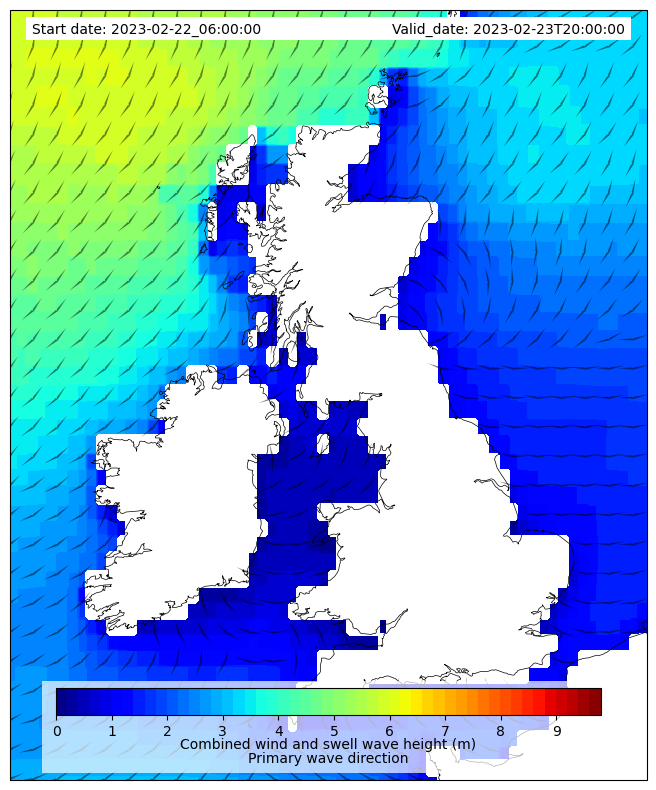 Start date: 2023-02-22_06:00:00 Valid_date: 2023-02-23T20:00:00
0 1 2 3 4 5 6 7 8 9
Combined wind and swell wave height (m)
Primary wave direction